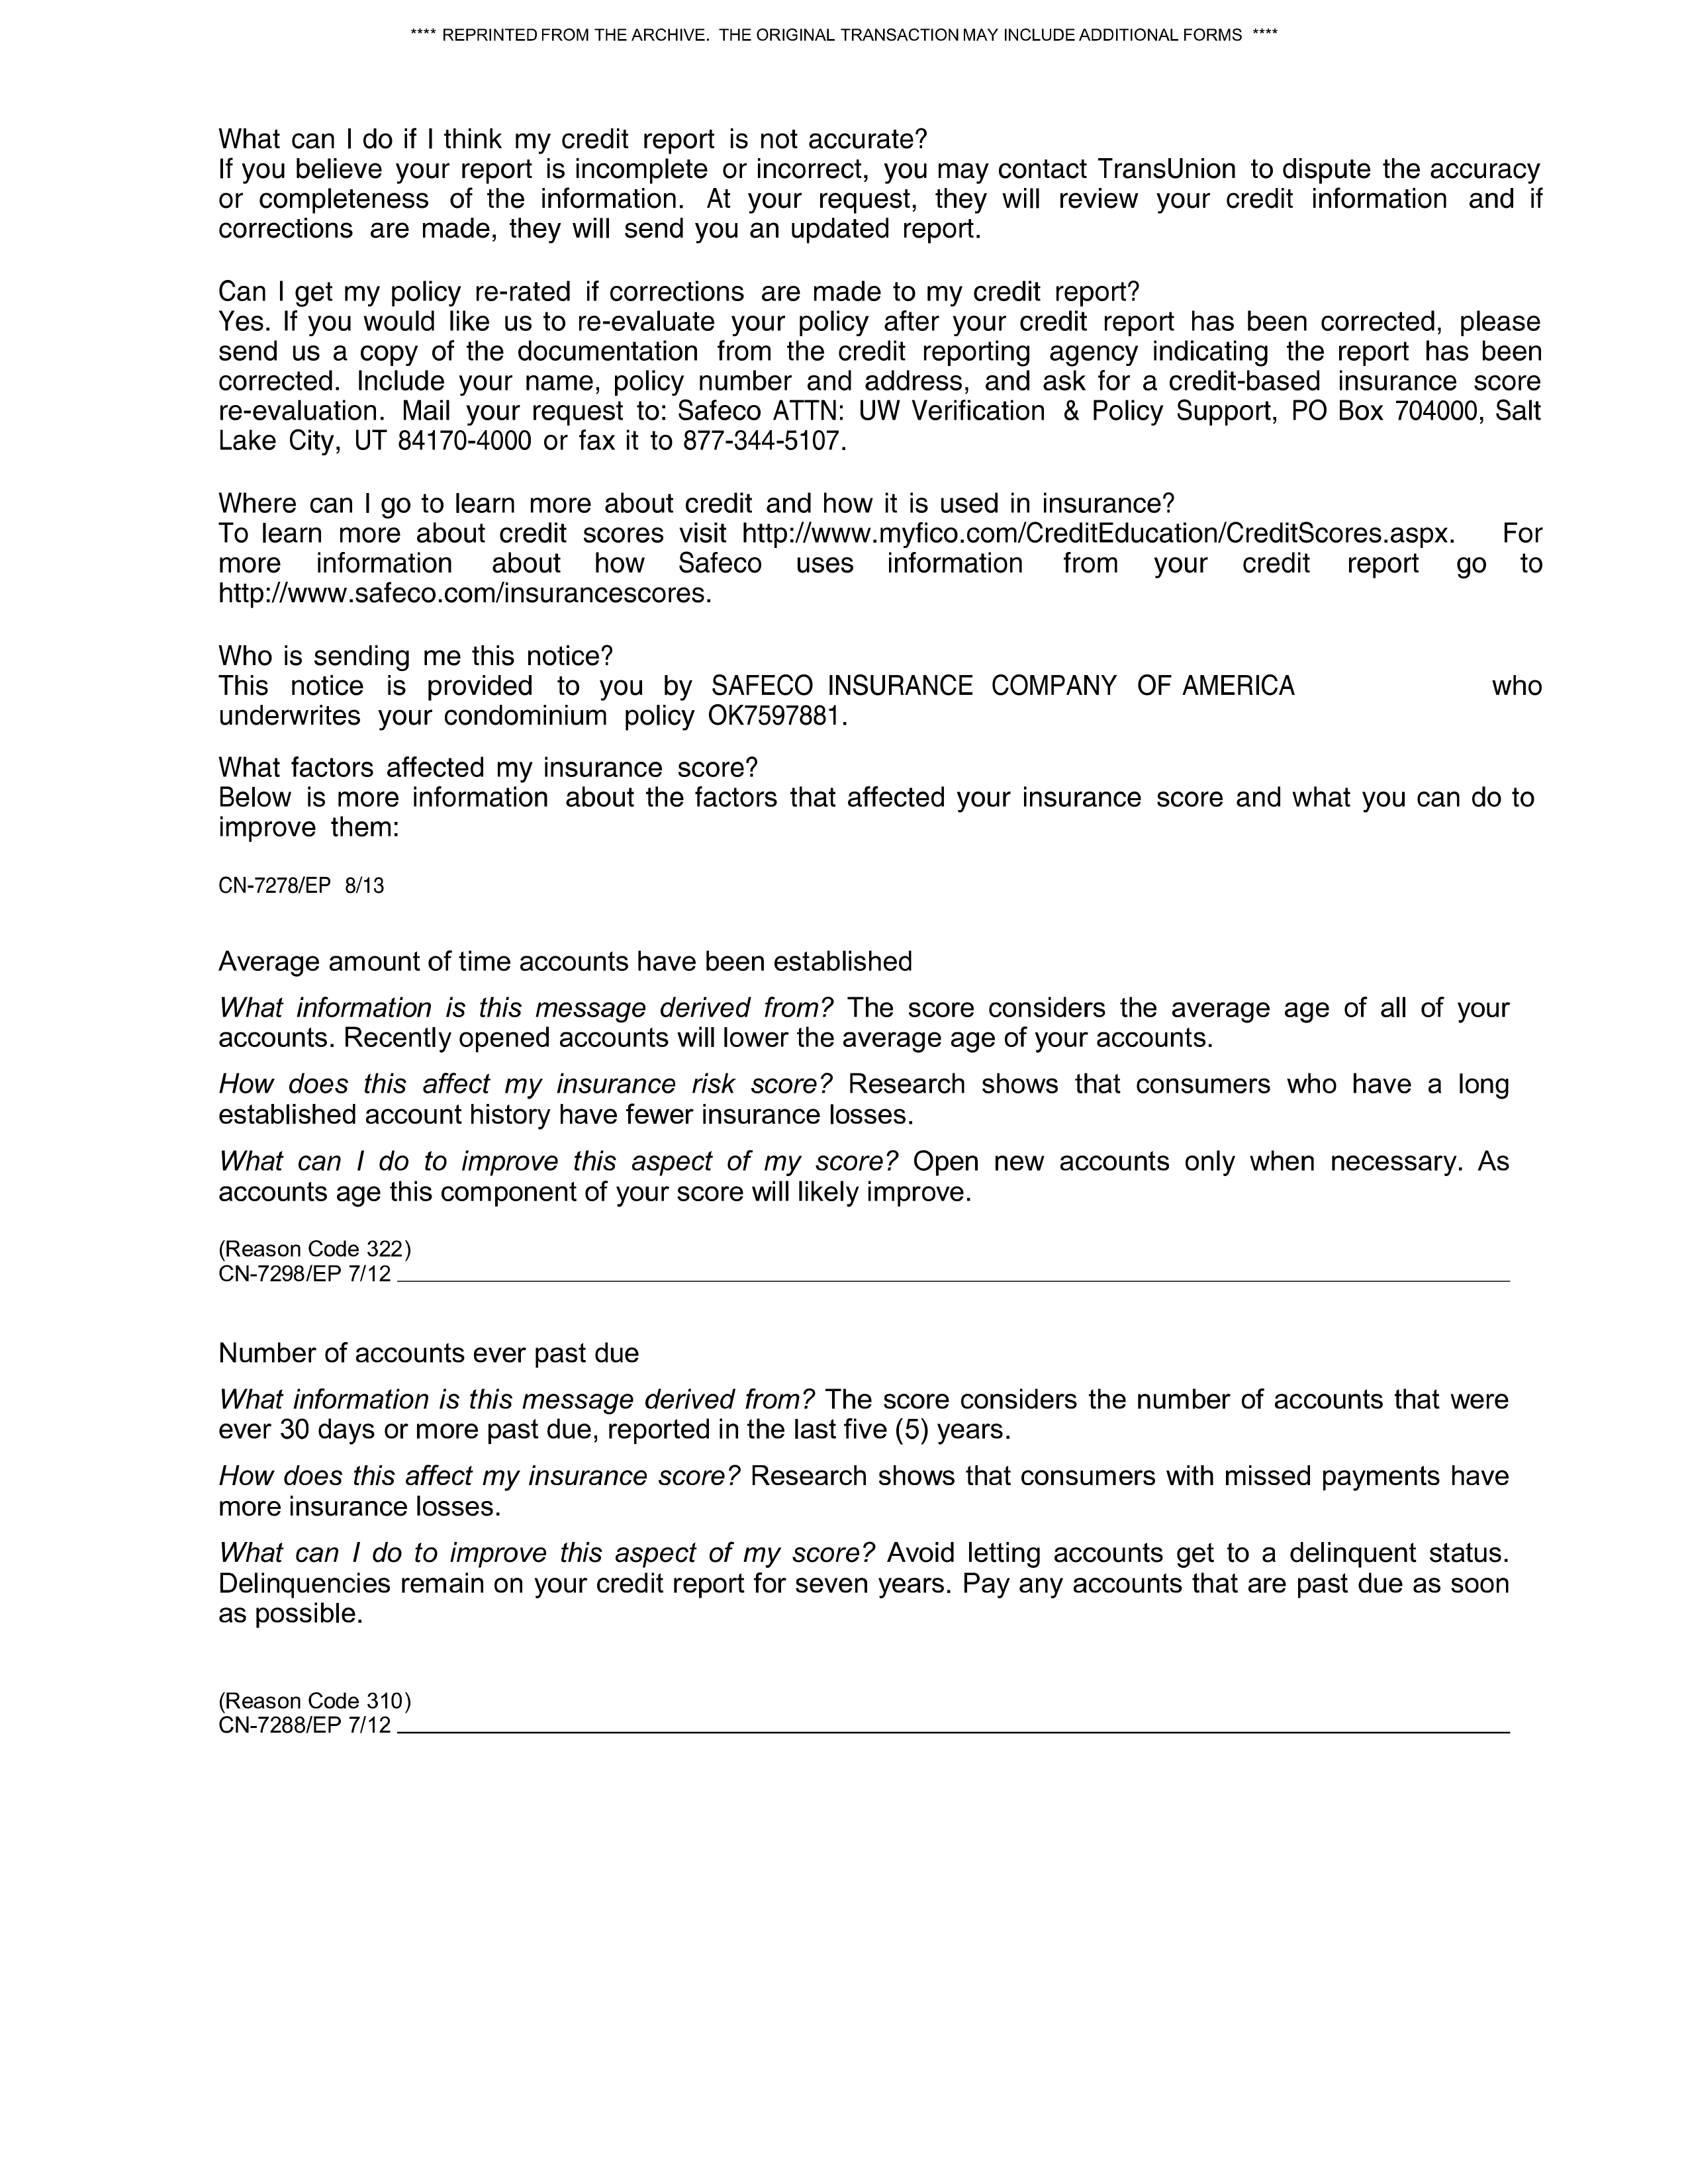 **** REPRINTED FROM THE ARCHIVE. THE ORIGINAL TRANSACTION MAY INCLUDE ADDITIONAL FORMS ****
What can I do if I think my credit report is not accurate?
If you believe your report is incomplete or incorrect, you may contact TransUnion to dispute the accuracy
or completeness of the information. At your request, they will review your credit information and if
corrections are made, they will send you an updated report.
Can I get my policy re-rated if corrections are made to my credit report?
Yes. If you would like us to re-evaluate your policy after your credit report has been corrected, please
send us a copy of the documentation from the credit reporting agency indicating the report has been
corrected. Include your name, policy number and address, and ask for a credit-based insurance score
re-evaluation. Mail your request to: Safeco ATTN: UW Verification & Policy Support, PO Box 704000, Salt
Lake City, UT 84170-4000 or fax it to 877-344-5107.
Where can I go to learn more about credit and how it is used in insurance?
To learn more about credit scores visit http://www.myfico.com/CreditEducation/CreditScores.aspx. For
more information about how Safeco uses information from your credit report go to
http://www.safeco.com/insurancescores.
Who is sending me this notice?
This notice is provided to you by SAFECO INSURANCE COMPANY OF AMERICA who
underwrites your condominium policy OK7597881.
What factors affected my insurance score?
Below is more information about the factors that affected your insurance score and what you can do to
improve them:
CN-7278/EP 8/13
Average amount of time accounts have been established
What information is this message derived from? The score considers the average age of all of your
accounts. Recently opened accounts will lower the average age of your accounts.
How does this affect my insurance risk score? Research shows that consumers who have a long
established account history have fewer insurance losses.
What can I do to improve this aspect of my score? Open new accounts only when necessary. As
accounts age this component of your score will likely improve.
(Reason Code 322)
CN-7298/EP 7/12
Number of accounts ever past due
What information is this message derived from? The score considers the number of accounts that were
ever 30 days or more past due, reported in the last five (5) years.
How does this affect my insurance score? Research shows that consumers with missed payments have
more insurance losses.
What can I do to improve this aspect of my score? Avoid letting accounts get to a delinquent status.
Delinquencies remain on your credit report for seven years. Pay any accounts that are past due as soon
as possible.
(Reason Code 310)
CN-7288/EP 7/12